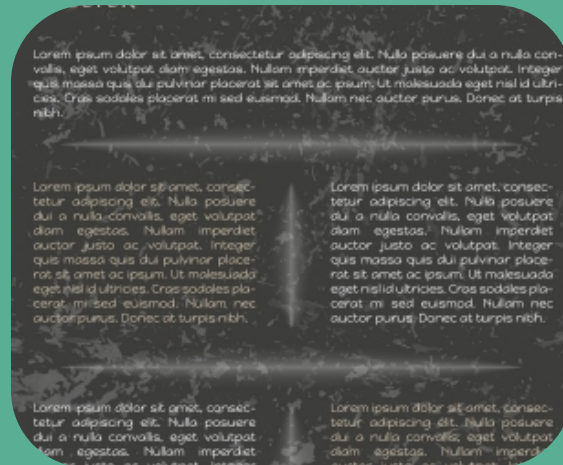 Lorem ipsum dolor sit amet, consectetur adipiscing elit. Nulla posuere dui a nulla con-
vallis, eget volutpat diam egestas. Nullam imperdiet auctor justo ac volutpat. Integer
quis massa quis dui pulvinar placerat sit amet ac ipsum. Ut malesuada eget nisl id ultri-
cies. Cras sodales placerat mi sed euismod. Nullam nec auctor purus. Donec at turpis
nibh.
Lorem ipsum dolor sit amet, consec-
tetur adipiscing elit. Nulla posuere
dui a nulla convallis, eget volutpat
diam egestas. Nullam imperdiet
auctor justo ac volutpat. Integer
quis massa quis dui pulvinar place-
rat sit amet ac ipsum. Ut malesuada
eget nisl id ultricies. Cras sodales pla-
cerat mi sed euismod. Nullam nec
auctor purus. Donec at turpis nibh.
Lorem ipsum dolor sit amet, consec-
tetur adipiscing elit. Nulla posuere
dui a nulla convallis, eget volutpat
diam egestas. Nullam imperdiet
auctor justo ac volutpat. Integer
quis massa quis dui pulvinar place-
rat sit amet ac ipsum. Ut malesuada
eget nisl id ultricies. Cras sodales pla-
cerat mi sed euismod. Nullam nec
auctor purus. Donec at turpis nibh.
Lorem ipsum dolor sit amet, consec-
tetur adipiscing elit. Nulla posuere
dui a nulla convallis, eget volutpat
diam egestas. Nullam imperdiet
Lorem ipsum dolor sit amet, consec-
tetur adipiscing elit. Nulla posuere
dui a nulla convallis, eget volutpat
diam egestas. Nullam